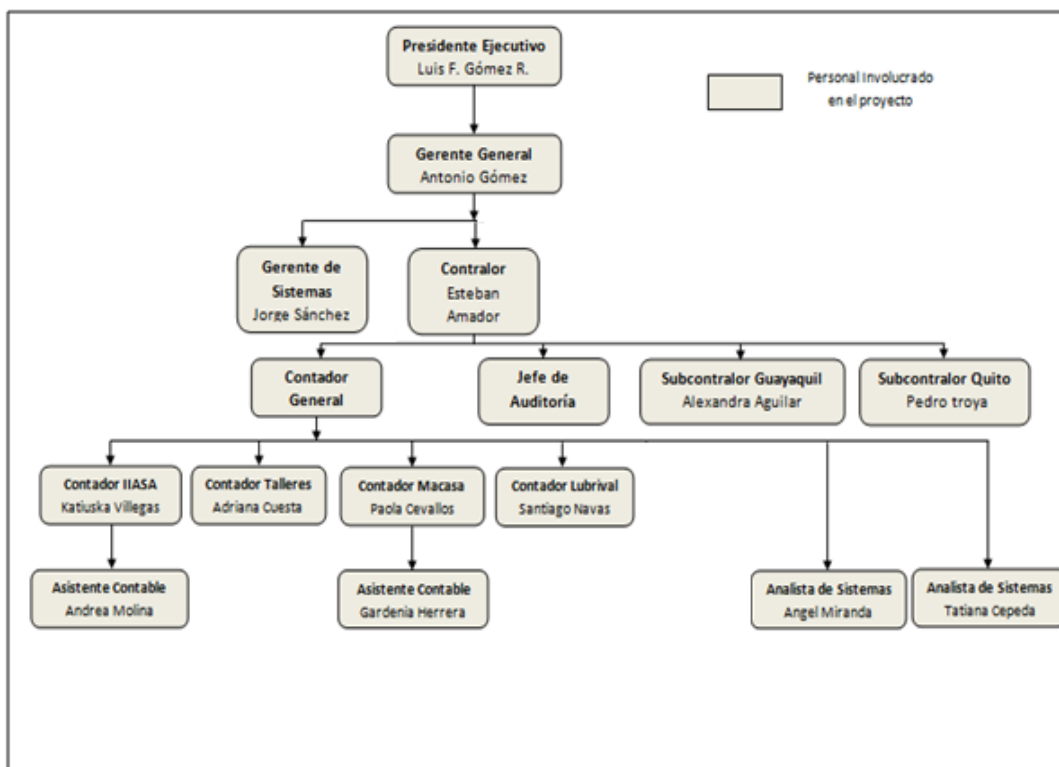 Presidente Ejecutivo
Luis F. Gómez R.
Personal Involucrado
en el proyecto
Gerente General
Antonio Gómez
Gerente de
Sistemas
Jorge Sánchez
Contralor
Esteban
Amador
Contador
General
Jefe de
Auditoría
Subcontralor Guayaquil
Alexandra Aguilar
Subcontralor Quito
Pedro troya
Contador IIASA
Katiuska Villegas
Contador Talleres
Adriana Cuesta
Contador Macasa
Paola Cevallos
Contador Lubrival
Santiago Navas
Asistente Contable
Andrea Molina
Asistente Contable
Gardenia Herrera
Analista de Sistemas
Angel Miranda
Analista de Sistemas
Tatiana Cepeda